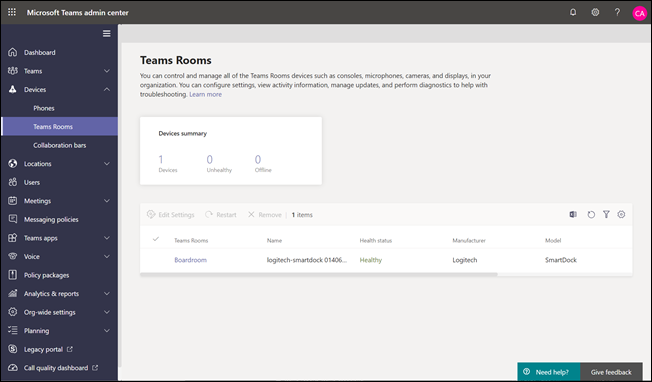 Microsoft Teams admin center
?
CA
Dashboard
Teams
Devices
Phones
Teams Rooms
Collaboration bars
Locations
Users
Meetings
Messaging policies
Teams apps
Voice
Policy packages
Analytics & reports
Org-wide settings
Planning
Legacy portal
Call quality dashboard
Teams Rooms
You can control and manage all of the Teams Rooms devices such as consoles, microphones, cameras, and displays, in your
organization. You can configure settings, view activity information, manage updates, and perform diagnostics to help with
troubleshooting. Learn more
Devices summary
1 0 0
Devices Unhealthy Offline
Edit Settings Restart Remove 1 items
Teams Rooms Name Health status Manufacturer Model
Boardroom logitech-smartdock 01406... Healthy Logitech SmartDock
Need help? Give feedback